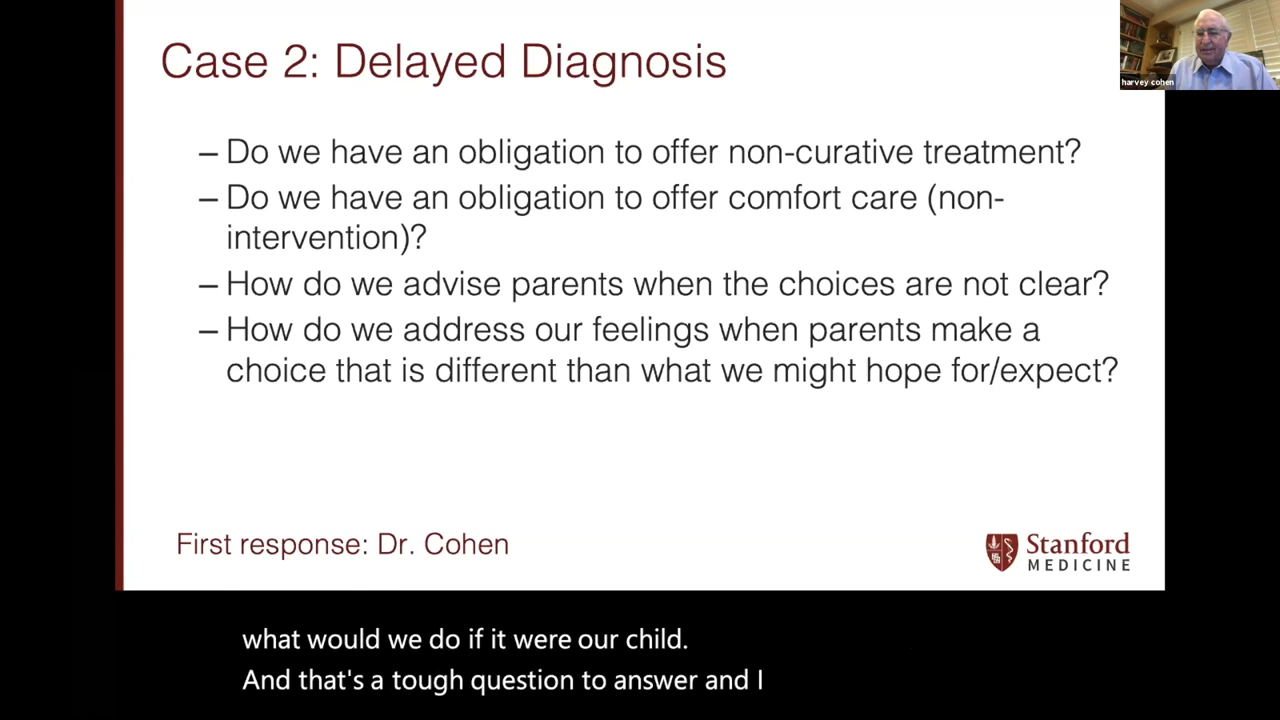 Case 2: Delayed Diagnosis
harvey cohen
– Do we have an obligation to offer non-curative treatment?
– Do we have an obligation to offer comfort care (non-
intervention)?
– How do we advise parents when the choices are not clear?
– How do we address our feelings when parents make a
choice that is different than what we might hope for/expect?
First response: Dr. Cohen
Stanford
MEDICINE
what would we do if it were our child.
And that's a tough question to answer and I